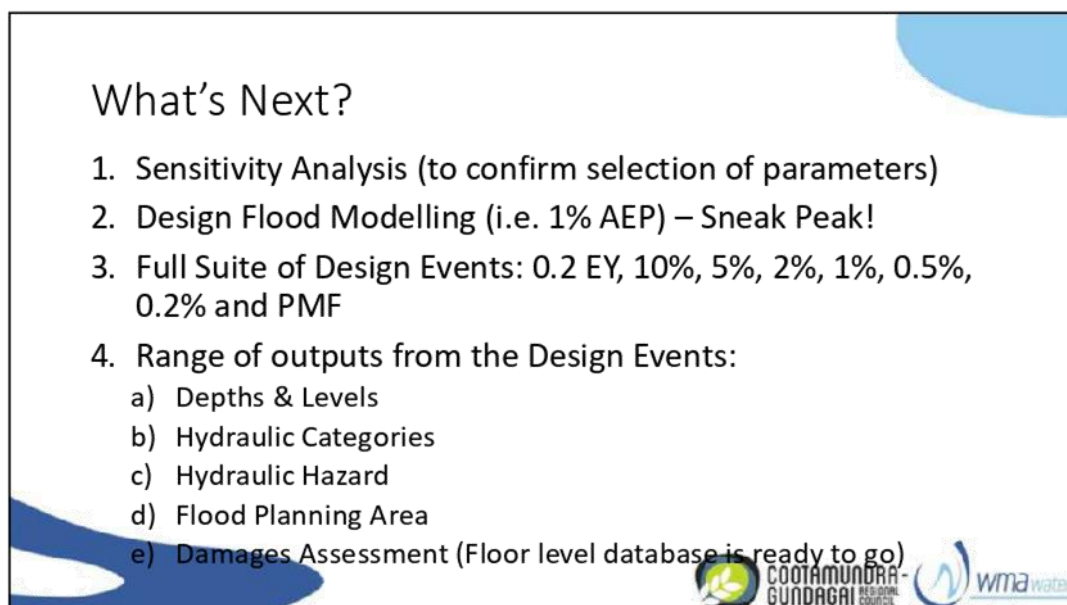 What's Next?
1. Sensitivity Analysis (to confirm selection of parameters)
2. Design Flood Modelling (i.e. 1% AEP) – Sneak Peak!
3. Full Suite of Design Events: 0.2 EY, 10%, 5%, 2%, 1%, 0.5%,
0.2% and PMF
4. Range of outputs from the Design Events:
a) Depths & Levels
b) Hydraulic Categories
c) Hydraulic Hazard
d) Flood Planning Area
e) Damages Assessment (Floor level database is ready to go)
COOTAMUNDRA-
GUNDAGAI REGIONAL COUNCIL
wmawater